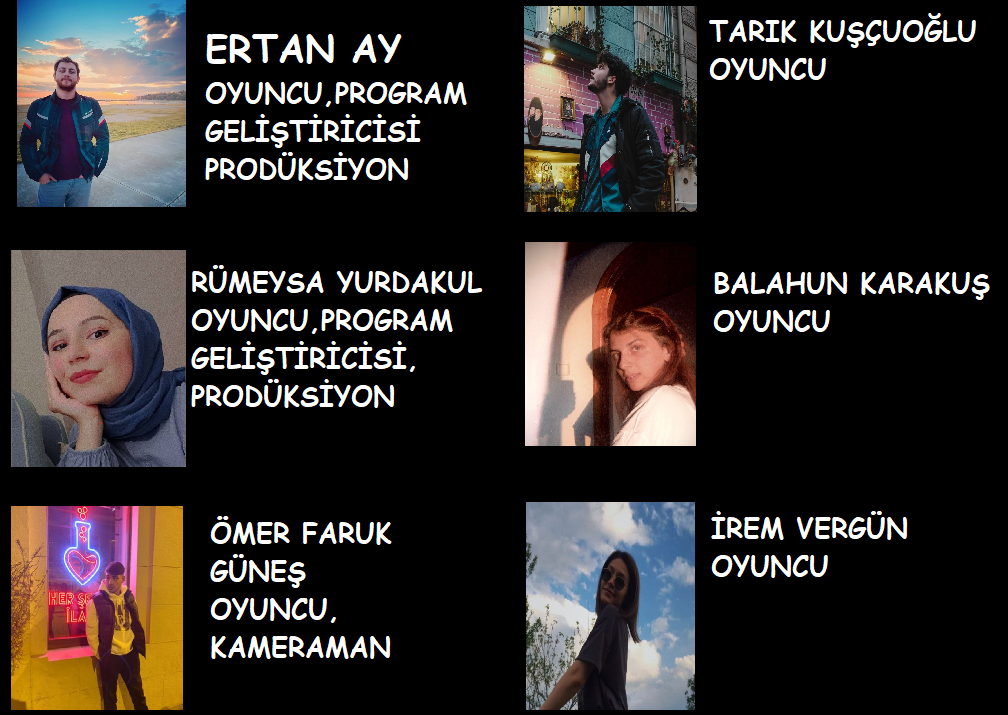 ERTAN AY
OYUNCU,PROGRAM
GELİŞTİRİCİSİ
PRODÜKSİYON
TARIK KUŞÇUOĞLU
OYUNCU
RÜMEYSA YURDAKUL
OYUNCU,PROGRAM
GELİŞTİRİCİSİ,
PRODÜKSİYON
BALAHUN KARAKUŞ
OYUNCU
ÖMER FARUK
GÜNEŞ
OYUNCU,
KAMERAMAN
HER ŞE
İLA
İREM VERGÜN
OYUNCU